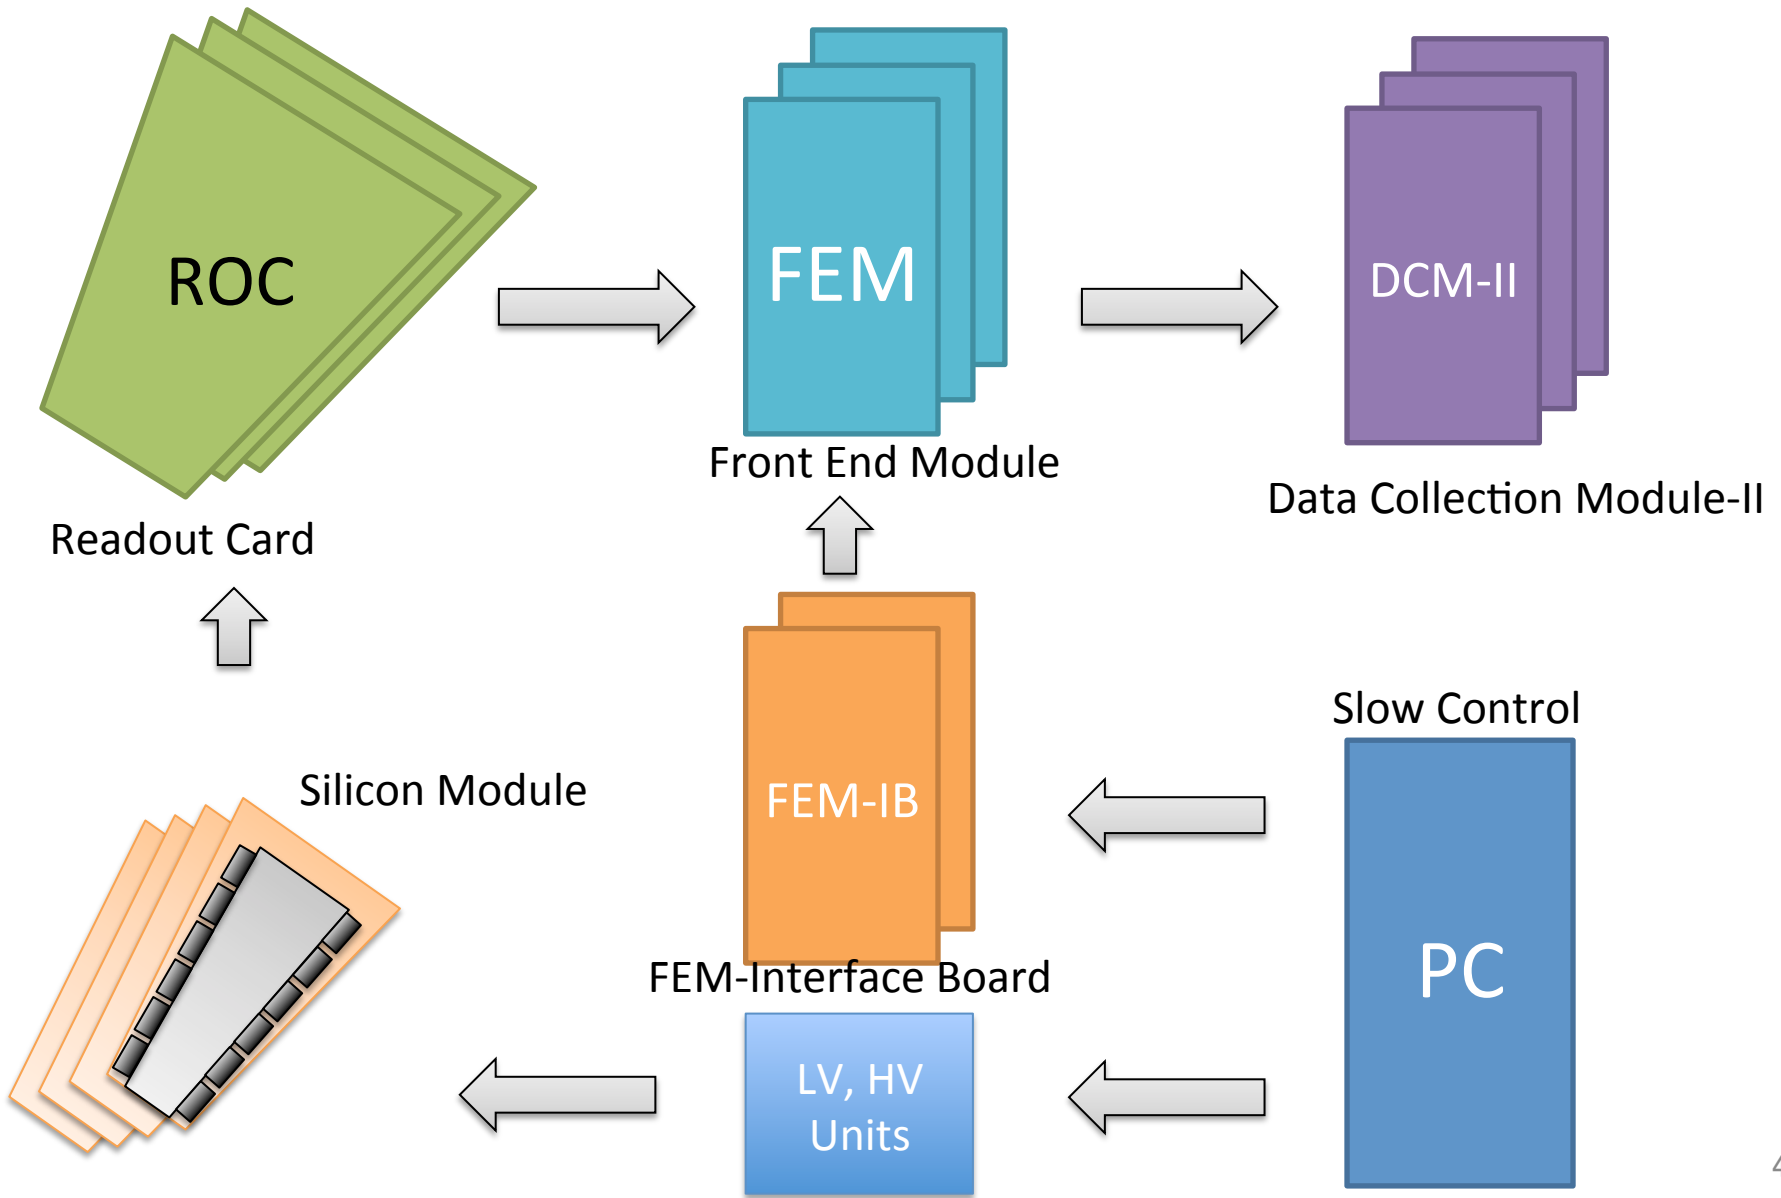 ROC
FEM
DCM-II
Front End Module
Data Collection Module-II
Readout Card
Slow Control
Silicon Module
FEM-IB
PC
FEM-Interface Board
LV, HV
Units
4